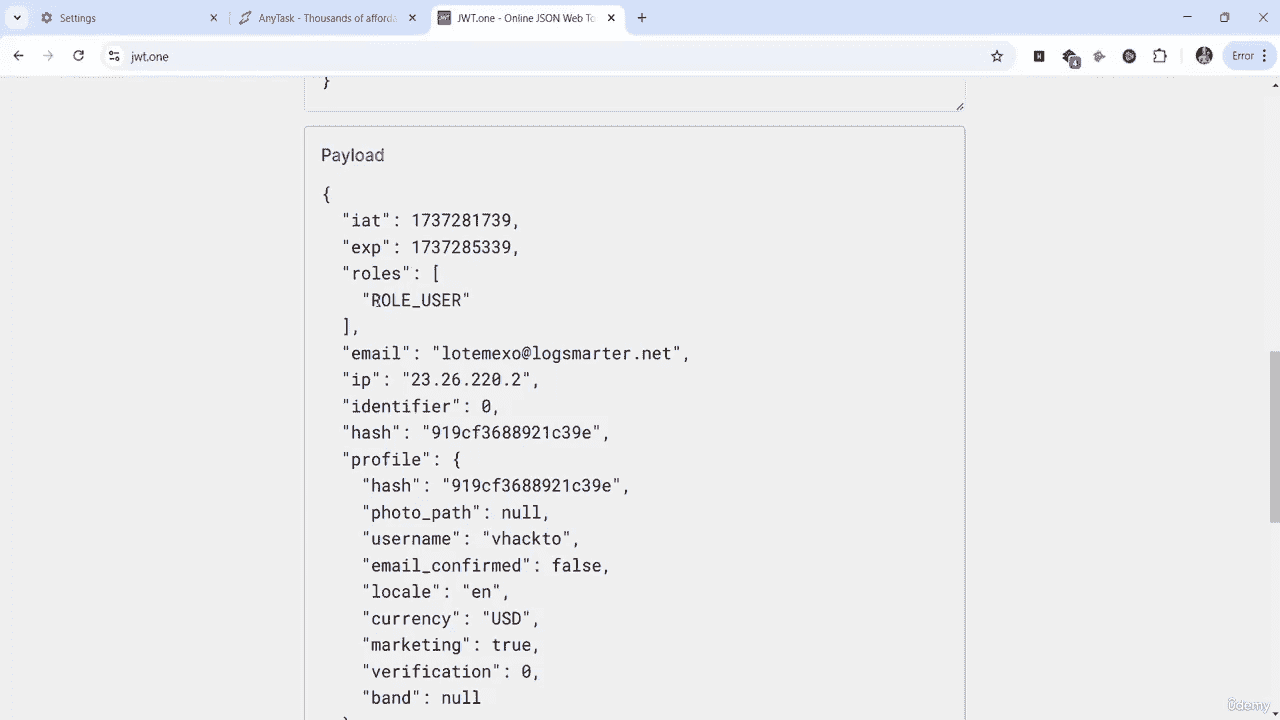 Settings
AnyTask - Thousands of afforda
JWT.one - Online JSON Web To
jwt.one
4
Error
}
Payload
{
"iat": 1737281739,
"exp": 1737285339,
"roles": [
"ROLE_USER"
],
"email": "lotemexo@logsmarter.net",
"ip": "23.26.220.2",
"identifier": 0,
"hash": "919cf3688921c39e",
"profile": {
"hash": "919cf3688921c39e",
"photo_path": null,
"username": "vhackto",
"email_confirmed": false,
"locale": "en",
"currency": "USD",
"marketing": true,
"verification": 0,
"band": null
}
Udemy